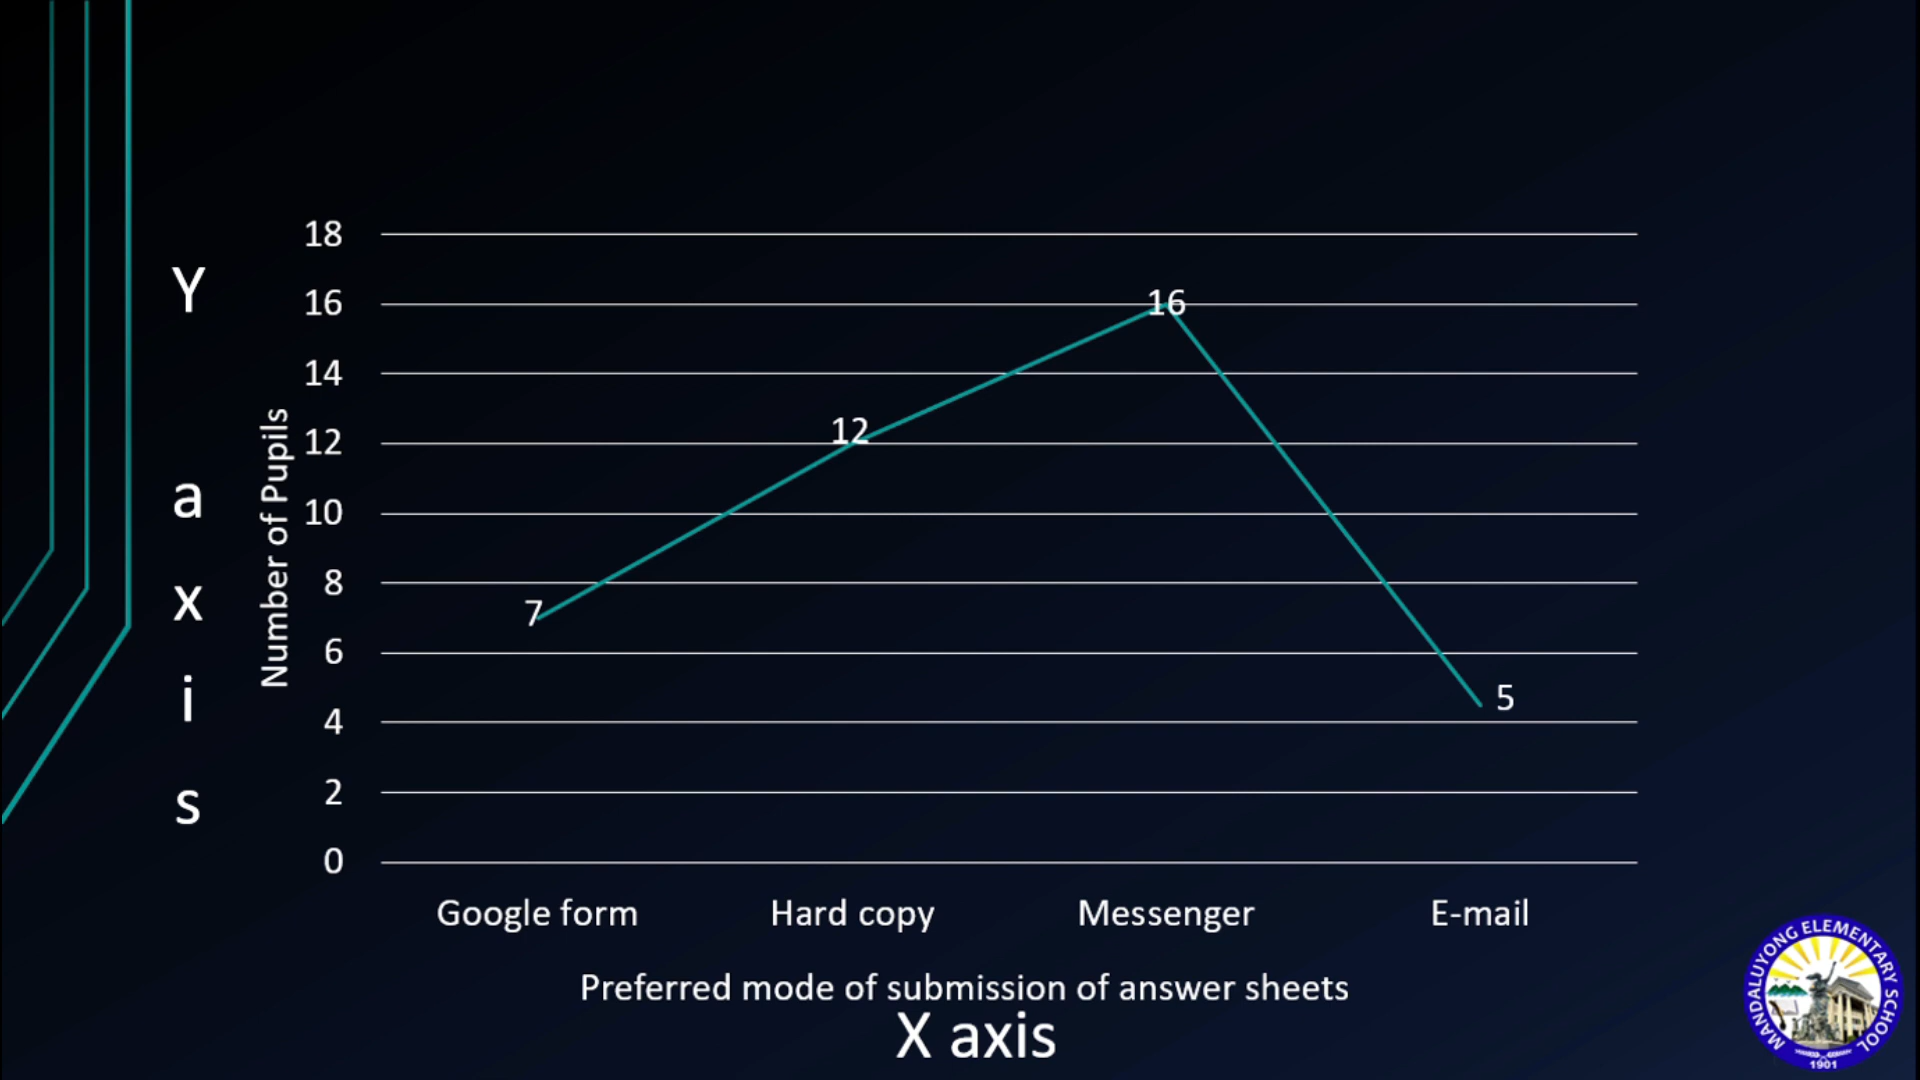 Y
a
x
i
s
Number of Pupils
18
16
14
12
10
8
6
4
2
0
7
12
16
5
Google form
Hard copy
Messenger
E-mail
Preferred mode of submission of answer sheets
X axis
MANDALUYONG ELEMENTARY SCHOOL
1901